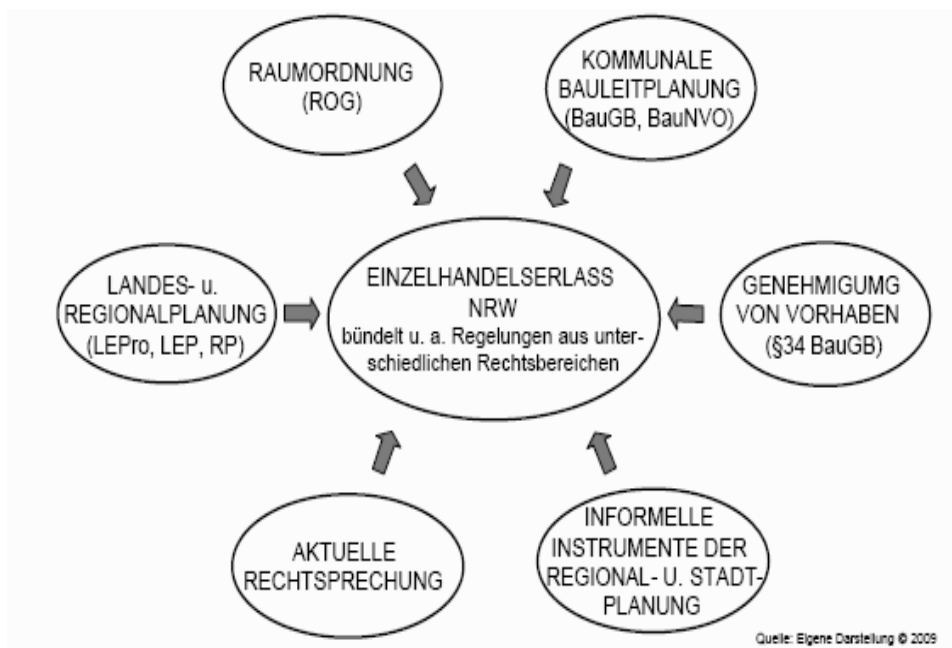 RAUMORDNUNG
(ROG)
KOMMUNALE
BAULEITPLANUNG
(BauGB, BauNVO)
LANDES- u.
REGIONALPLANUNG
(LEPro, LEP, RP)
EINZELHANDELSERLASS
NRW
bündelt u. a. Regelungen aus unter-
schiedlichen Rechtsbereichen
GENEHMIGUMG
VON VORHABEN
(§34 BauGB)
AKTUELLE
RECHTSPRECHUNG
INFORMELLE
INSTRUMENTE DER
REGIONAL- U. STADT-
PLANUNG
Quelle: Eigene Darstellung © 2009